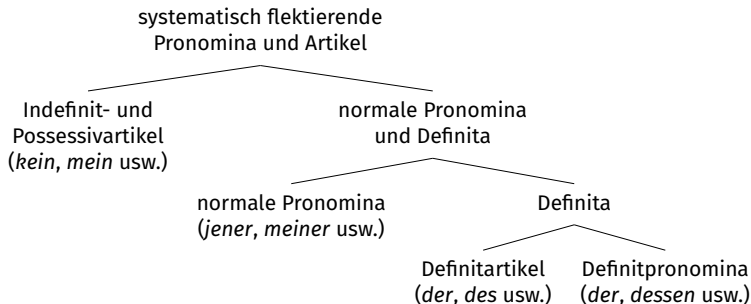 systematisch flektierende
Pronomina und Artikel
Indefinit- und
Possessivartikel
(kein, mein usw.)
normale Pronomina
und Definita
normale Pronomina
(jener, meiner usw.)
Definita
Definitartikel
(der, des usw.)
Definitpronomina
(der, dessen usw.)